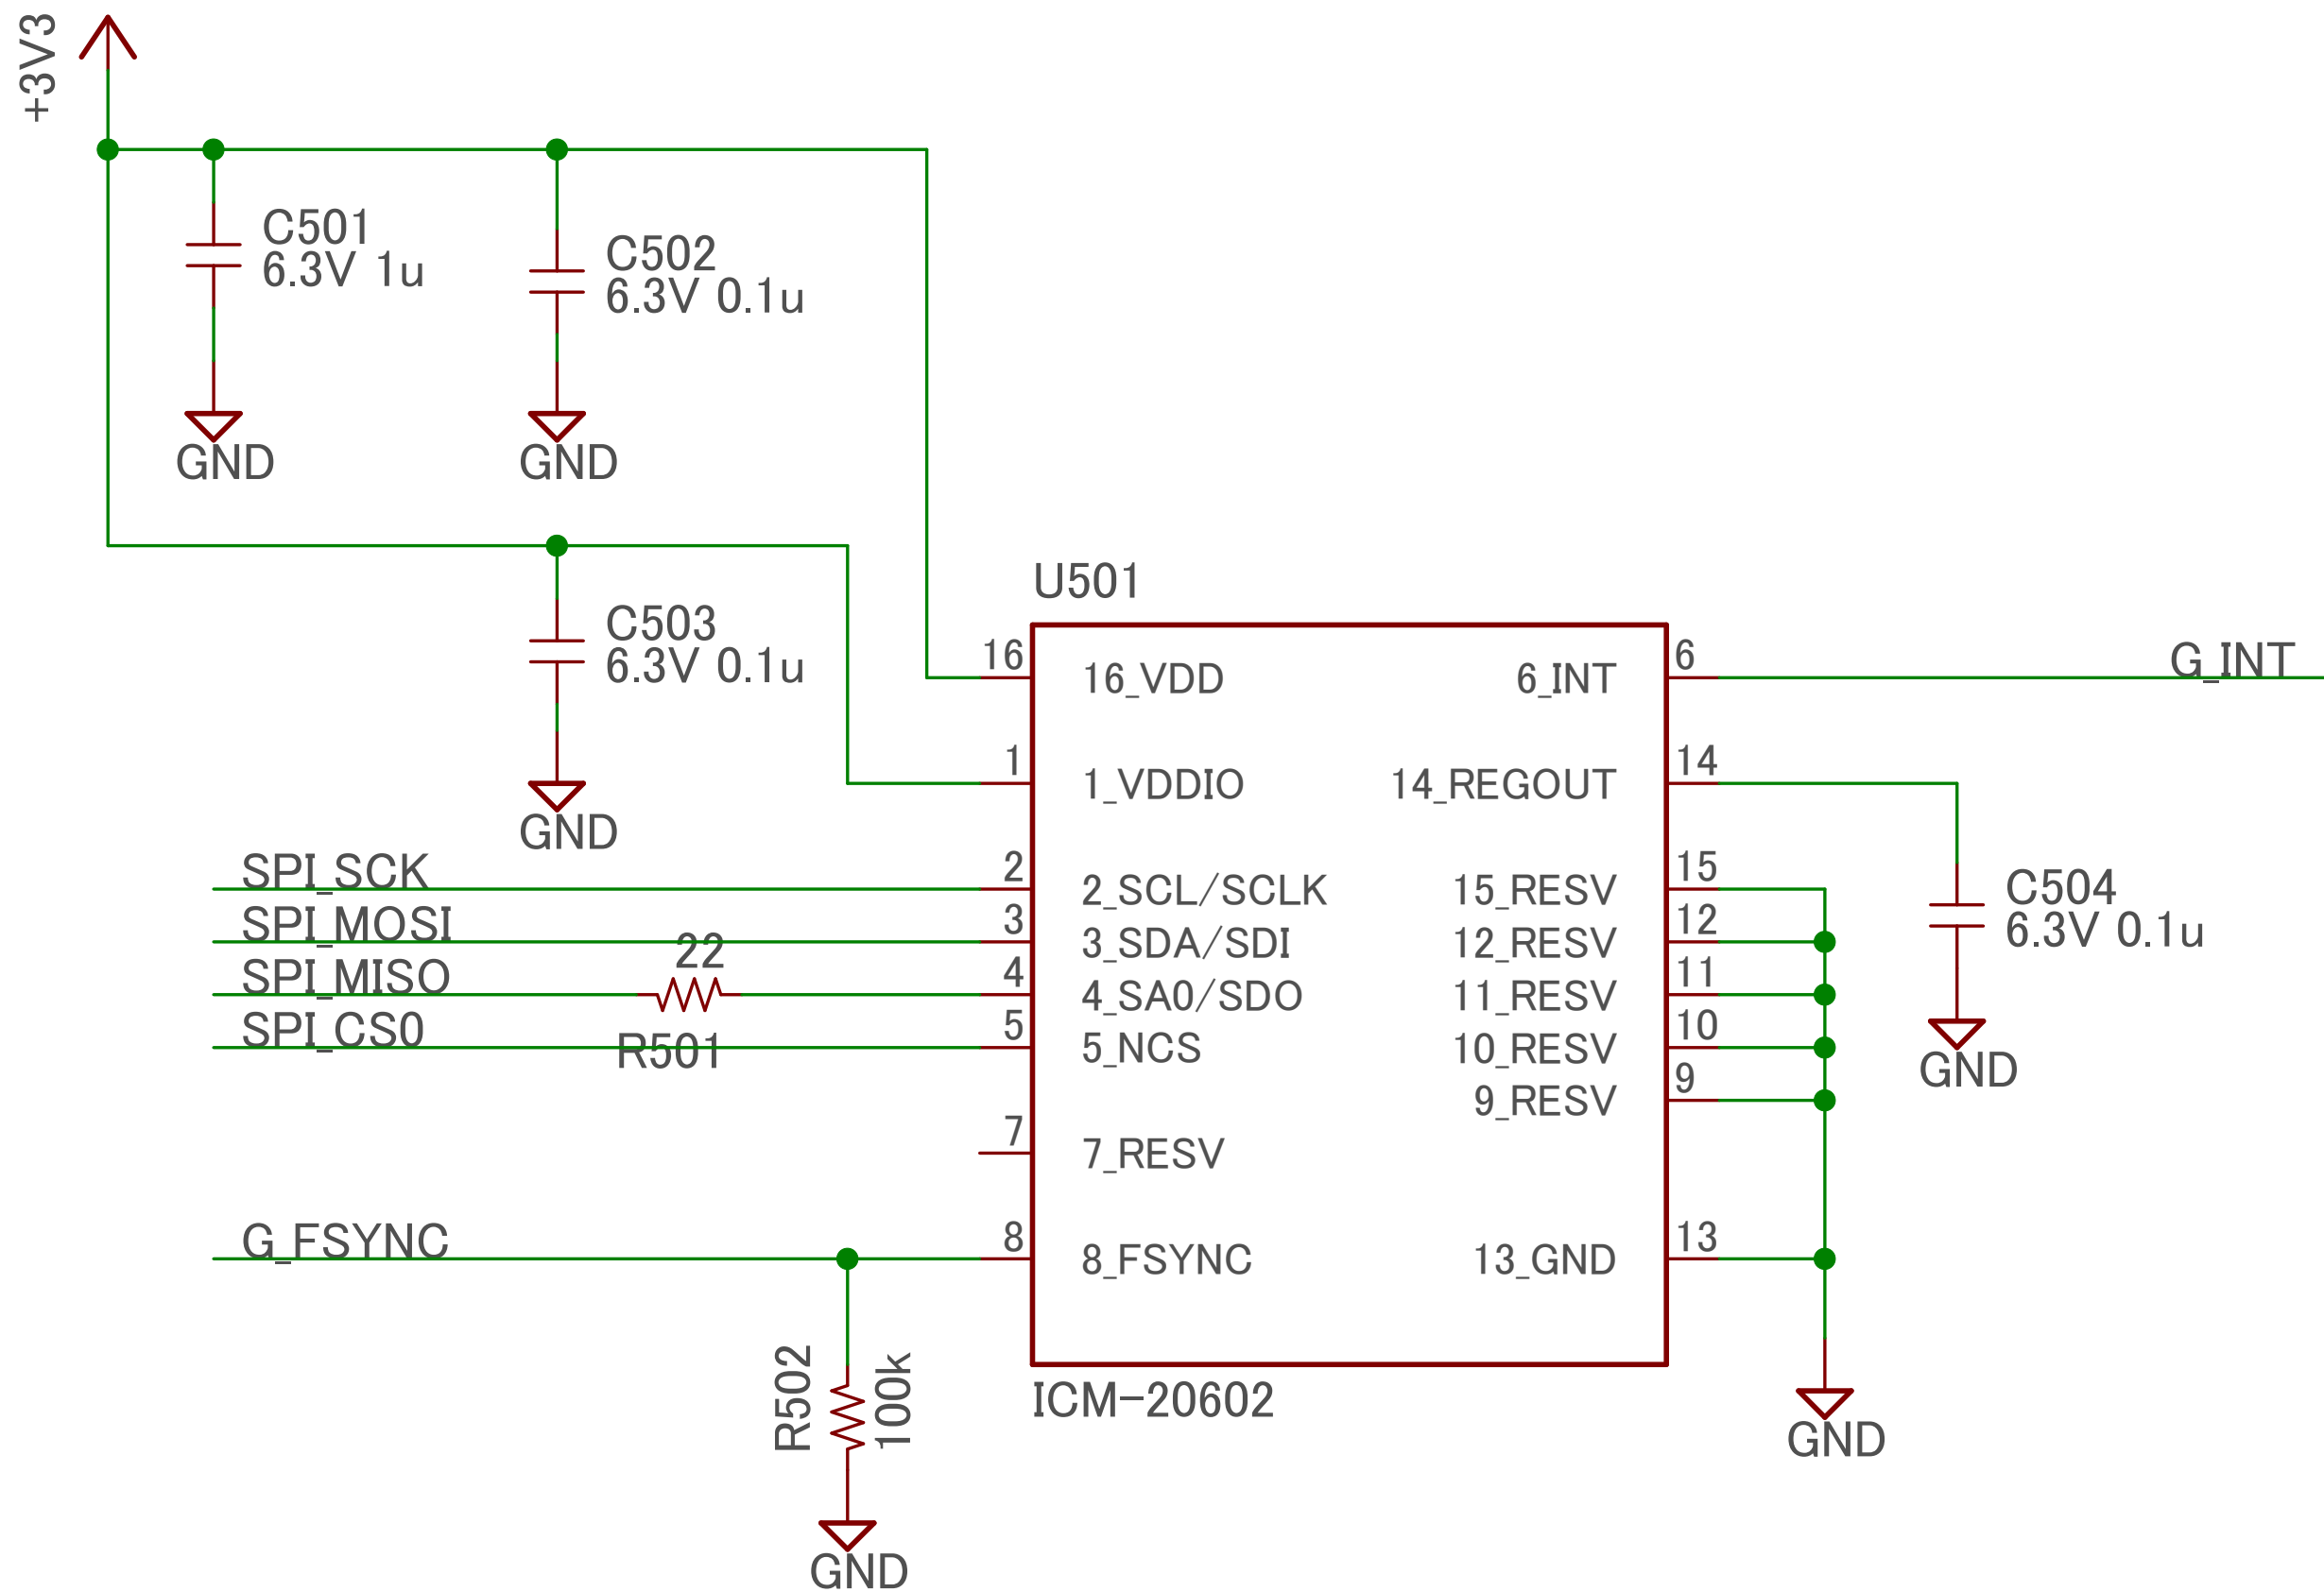 +3V3
C501
6.3V 1u
C502
6.3V 0.1u
GND
GND
C503
6.3V 0.1u
GND
U501
16
16_VDD
6_INT
6
G_INT
1
1_VDDIO
14_REGOUT
14
SPI_SCK
2
2_SCL/SCLK
15_RESV
15
C504
6.3V 0.1u
SPI_MOSI
3
3_SDA/SDI
12_RESV
12
22
SPI_MISO
4
4_SA0/SDO
11_RESV
11
SPI_CS0
R501
5
5_NCS
10_RESV
10
GND
9_RESV
9
7
7_RESV
G_FSYNC
8
8_FSYNC
13_GND
13
R502
100k
ICM-20602
GND
GND